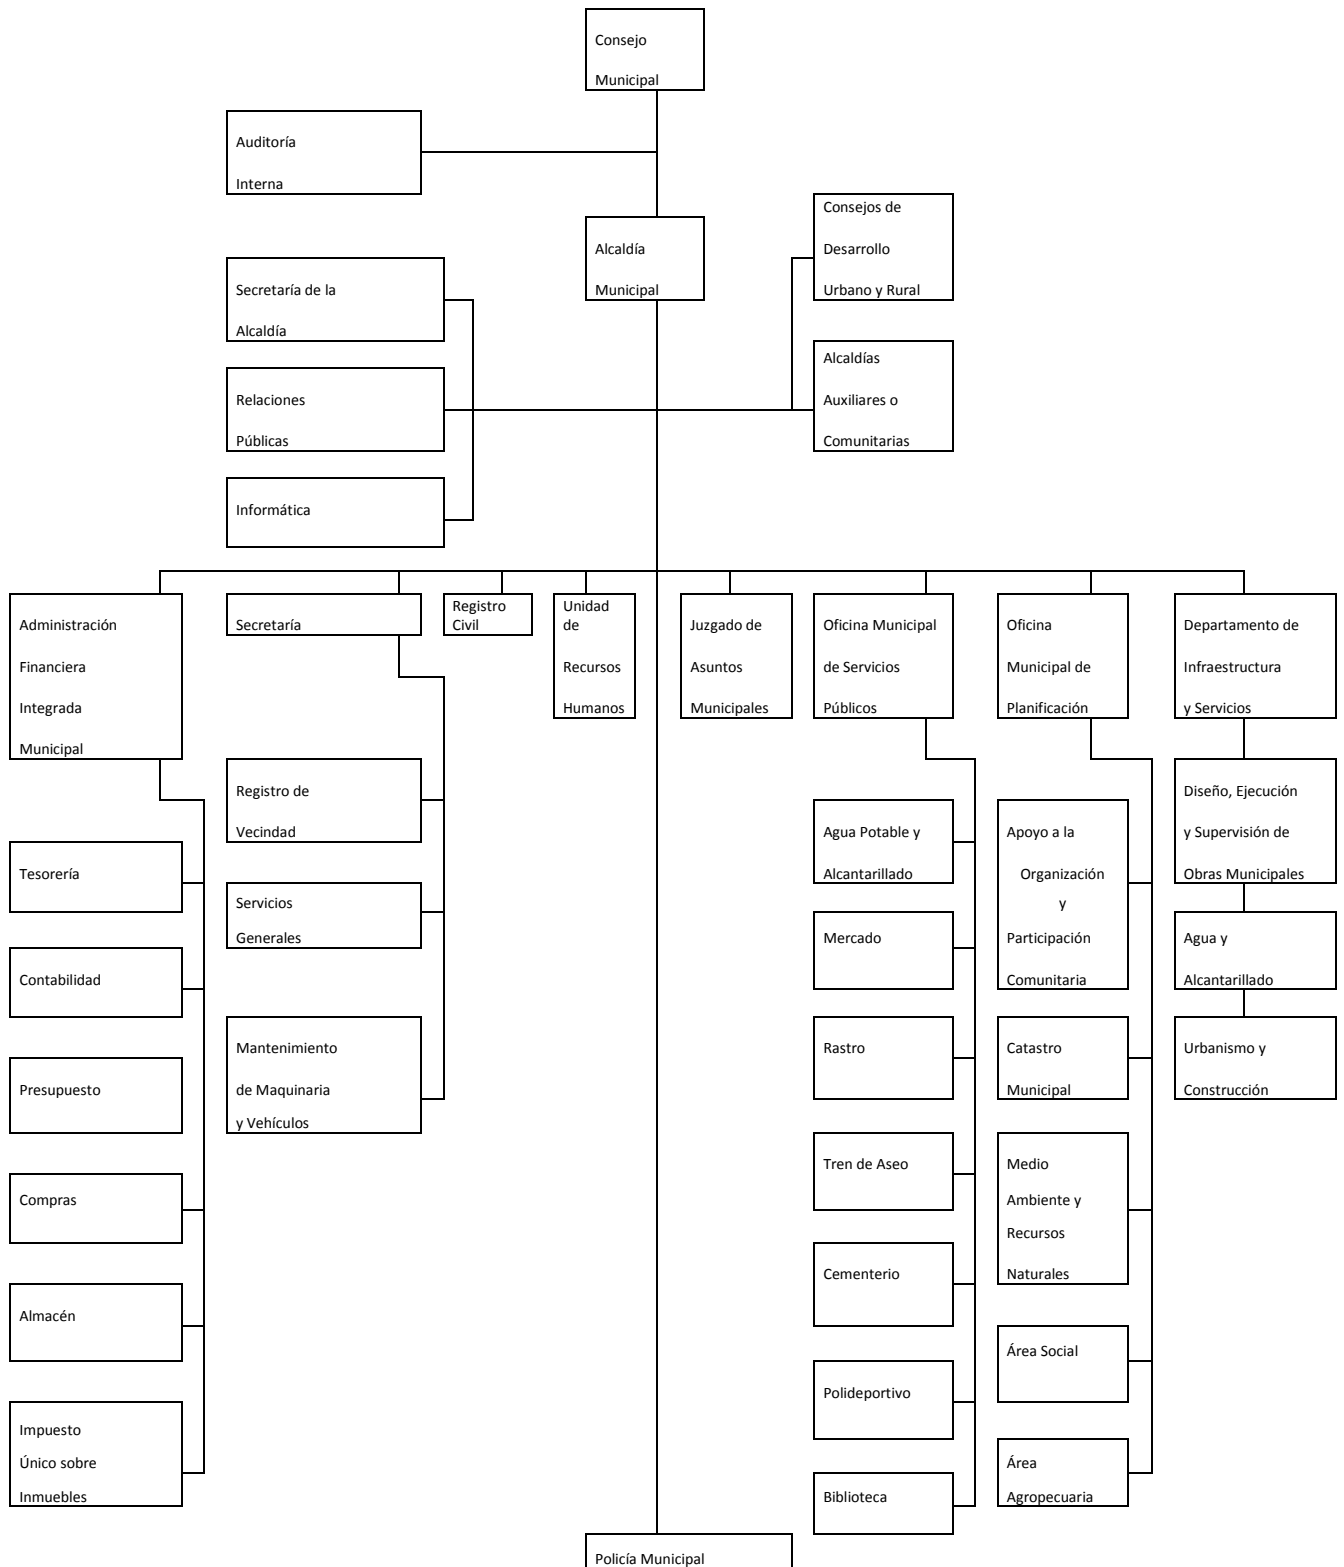 Consejo
Municipal
Auditoría
Interna
Alcaldía
Municipal
Consejos de
Desarrollo
Urbano y Rural
Secretaría de la
Alcaldía
Relaciones
Públicas
Informática
Alcaldías
Auxiliares o
Comunitarias
Administración
Financiera
Integrada
Municipal
Secretaría
Registro
Civil
Unidad
de
Recursos
Humanos
Juzgado de
Asuntos
Municipales
Oficina Municipal
de Servicios
Públicos
Oficina
Municipal de
Planificación
Departamento de
Infraestructura
y Servicios
Tesorería
Contabilidad
Presupuesto
Compras
Almacén
Impuesto
Único sobre
Inmuebles
Registro de
Vecindad
Servicios
Generales
Mantenimiento
de Maquinaria
y Vehículos
Agua Potable y
Alcantarillado
Mercado
Rastro
Tren de Aseo
Cementerio
Polideportivo
Biblioteca
Apoyo a la
Organización
y
Participación
Comunitaria
Catastro
Municipal
Medio
Ambiente y
Recursos
Naturales
Área Social
Área
Agropecuaria
Diseño, Ejecución
y Supervisión de
Obras Municipales
Agua y
Alcantarillado
Urbanismo y
Construcción
Policía Municipal